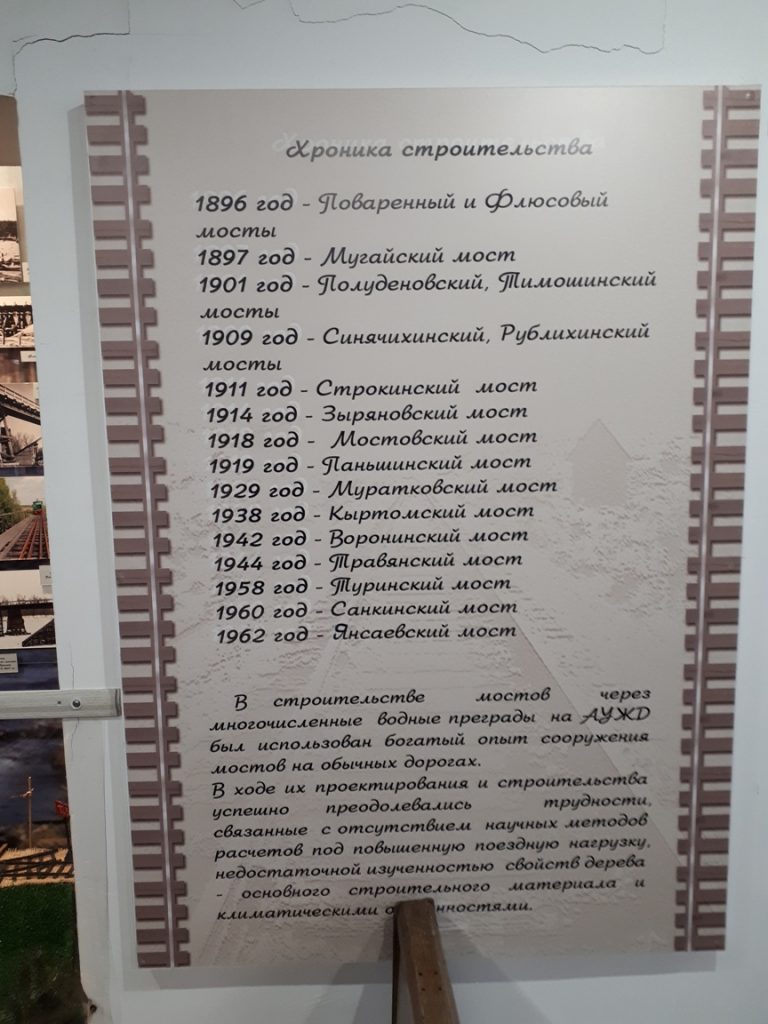 Хроника строительства
1896 год - Поваренный и Флюсовый
мосты
1897 год - Мугайский мост
1901 год - Полуденовский, Тимошинский
мосты
1909 год - Синячихинский, Рублихинский
мосты
1911 год - Строкинский мост
1914 год - Зыряновский мост
1918 год - Мостовский мост
1919 год - Паньшинский мост
1929 год - Муратковский мост
1938 год - Кыртомский мост
1942 год - Воронинский мост
1944 год - Травянский мост
1958 год - Туринский мост
1960 год - Санкинский мост
1962 год - Янсаевский мост
В строительстве мостов через
многочисленные водные преграды на АУЖД
был использован богатый опыт сооружения
мостов на обычных дорогах.
В ходе их проектирования и строительства
успешно преодолевались трудности,
связанные с отсутствием научных методов
расчетов под повышенную поездную нагрузку,
недостаточной изученностью свойств дерева
- основного строительного материала и
климатическими